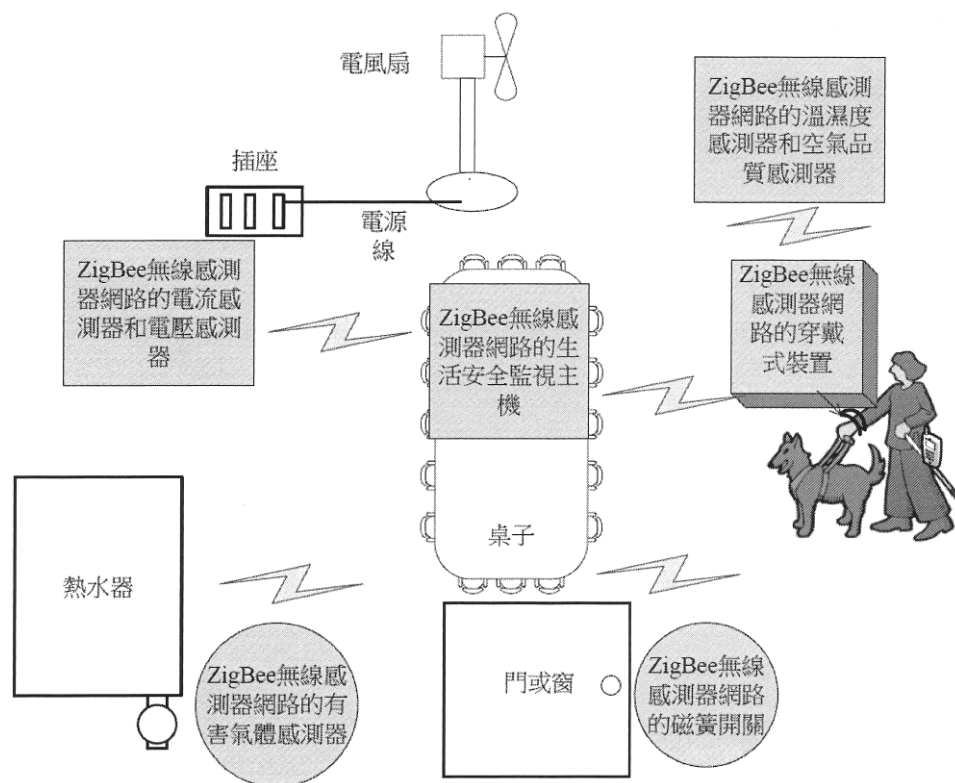 電風扇
ZigBee無線感測
器網路的溫濕度
感測器和空氣品
質感測器
插座
電源
線
ZigBee無線感測
器網路的電流感
測器和電壓感測
器
ZigBee無線感
測器網路的生
活安全監視主
機
ZigBee無線
感測器網
路的穿戴
式裝置
桌子
熱水器
ZigBee無線感
測器網路的有
害氣體感測器
門或窗
ZigBee無線
感測器網路
的磁簧開關